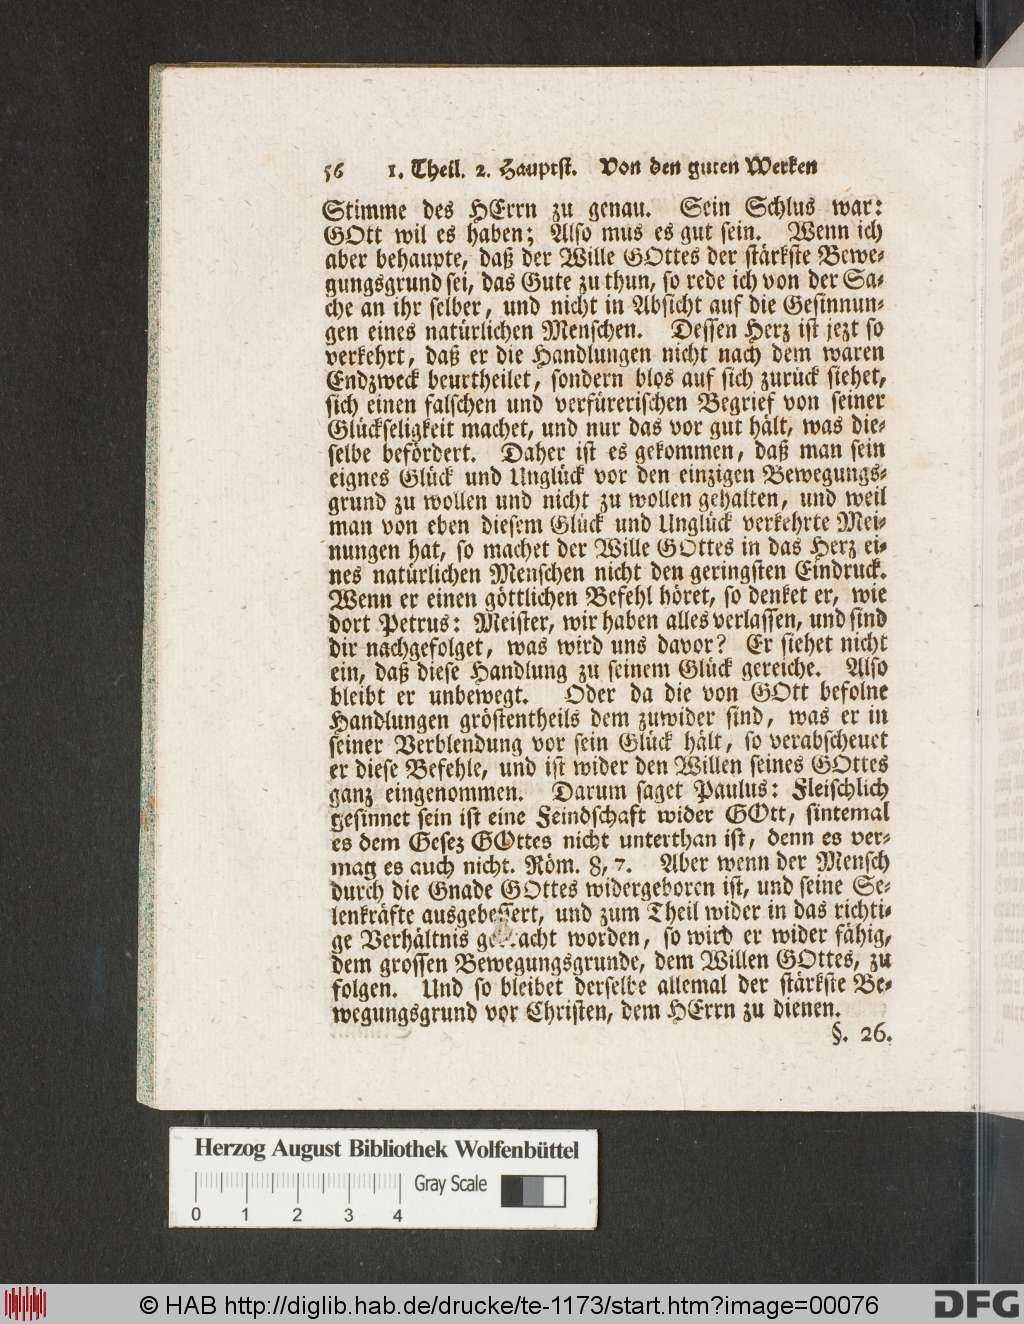 56 1. Theil. 2. Hauptst. Von den guten Werken
Stimme des HErrn zu genau. Sein Schlus war:
GOtt wil es haben; Also mus es gut sein. Wenn ich
aber behaupte, daß der Wille GOttes der stärkste Bewe-
gungsgrund sei, das Gute zu thun, so rede ich von der Sa-
che an ihr selber, und nicht in Absicht auf die Gesinnun-
gen eines natürlichen Menschen. Dessen Herz ist jezt so
verkehrt, daß er die Handlungen nicht nach dem waren
Endzweck beurtheilet, sondern blos auf sich zurück siehet,
sich einen falschen und verfürerischen Begrief von seiner
Glückseligkeit machet, und nur das vor gut hält, was die-
selbe befördert. Daher ist es gekommen, daß man sein
eignes Glück und Unglück vor den einzigen Bewegungs-
grund zu wollen und nicht zu wollen gehalten, und weil
man von eben diesem Glück und Unglück verkehrte Mei-
nungen hat, so machet der Wille GOttes in das Herz ei-
nes natürlichen Menschen nicht den geringsten Eindruck.
Wenn er einen göttlichen Befehl höret, so denket er, wie
dort Petrus: Meister, wir haben alles verlassen, und sind
dir nachgefolget, was wird uns davor? Er siehet nicht
ein, daß diese Handlung zu seinem Glück gereiche. Also
bleibt er unbewegt. Oder da die von GOtt befolne
Handlungen gröstentheils dem zuwider sind, was er in
seiner Verblendung vor sein Glück hält, so verabscheuet
er diese Befehle, und ist wider den Willen seines GOttes
ganz eingenommen. Darum saget Paulus: Fleischlich
gesinnet sein ist eine Feindschaft wider GOtt, sintemal
es dem Gesez GOttes nicht unterthan ist, denn es ver-
mag es auch nicht. Röm. 8, 7. Aber wenn der Mensch
durch die Gnade GOttes widergeboren ist, und seine Se-
lenkräfte ausgebessert, und zum Theil wider in das richti-
ge Verhältnis worden, so wird er wider fähig,
dem grossen Bewegungsgrunde, dem Willen GOttes, zu
folgen. Und so bleibet derselbe allemal der stärkste Be-
wegungsgrund vor Christen, dem HErrn zu dienen.
§. 26.
Herzog August Bibliothek Wolfenbüttel
Gray Scale
0 1 2 3 4
© HAB http://diglib.hab.de/drucke/te-1173/start.htm?image=00076
DFG